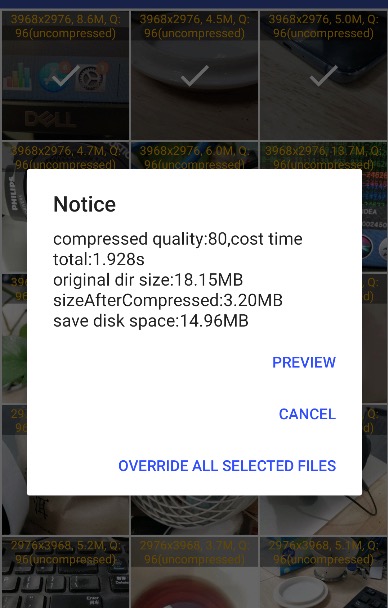 3968x2976, 8.6M, Q:
96(uncompressed)
3968x2976, 4.5M, Q:
96(uncompressed)
3968x2976, 5.0M, Q:
96(uncompressed)
DELL
3968x2976, 4.7M, Q:
96(uncompressed)
3968x2976, 6.0M, Q:
96(uncompressed)
3968x2976, 13.7M, Q:
96(uncompressed)
PHILIPS
Notice
compressed quality:80,cost time
total:1.928s
original dir size:18.15MB
sizeAfterCompressed:3.20MB
save disk space:14.96MB
PREVIEW
CANCEL
OVERRIDE ALL SELECTED FILES
2976x3968, 5.2M, Q:
96(uncompressed)
2976x3968, 3.7M, Q:
96(uncompressed)
2976x3968, 5.1M, Q:
96(uncompressed)